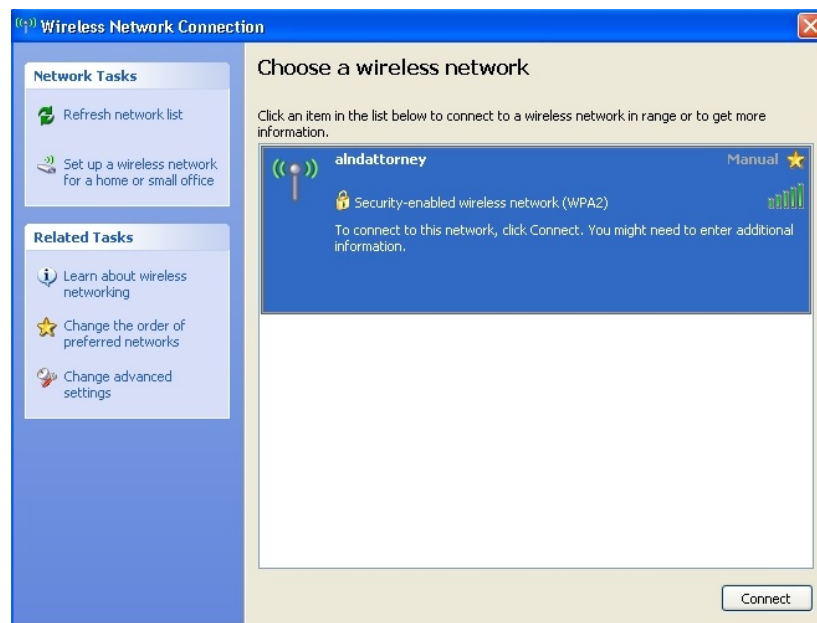 Wireless Network Connection
Network Tasks
Refresh network list
Set up a wireless network
for a home or small office
Related Tasks
Learn about wireless
networking
Change the order of
preferred networks
Change advanced
settings
Choose a wireless network
Click an item in the list below to connect to a wireless network in range or to get more
information.
alndattorney Manual
Security-enabled wireless network (WPA2)
To connect to this network, click Connect. You might need to enter additional
information.
Connect